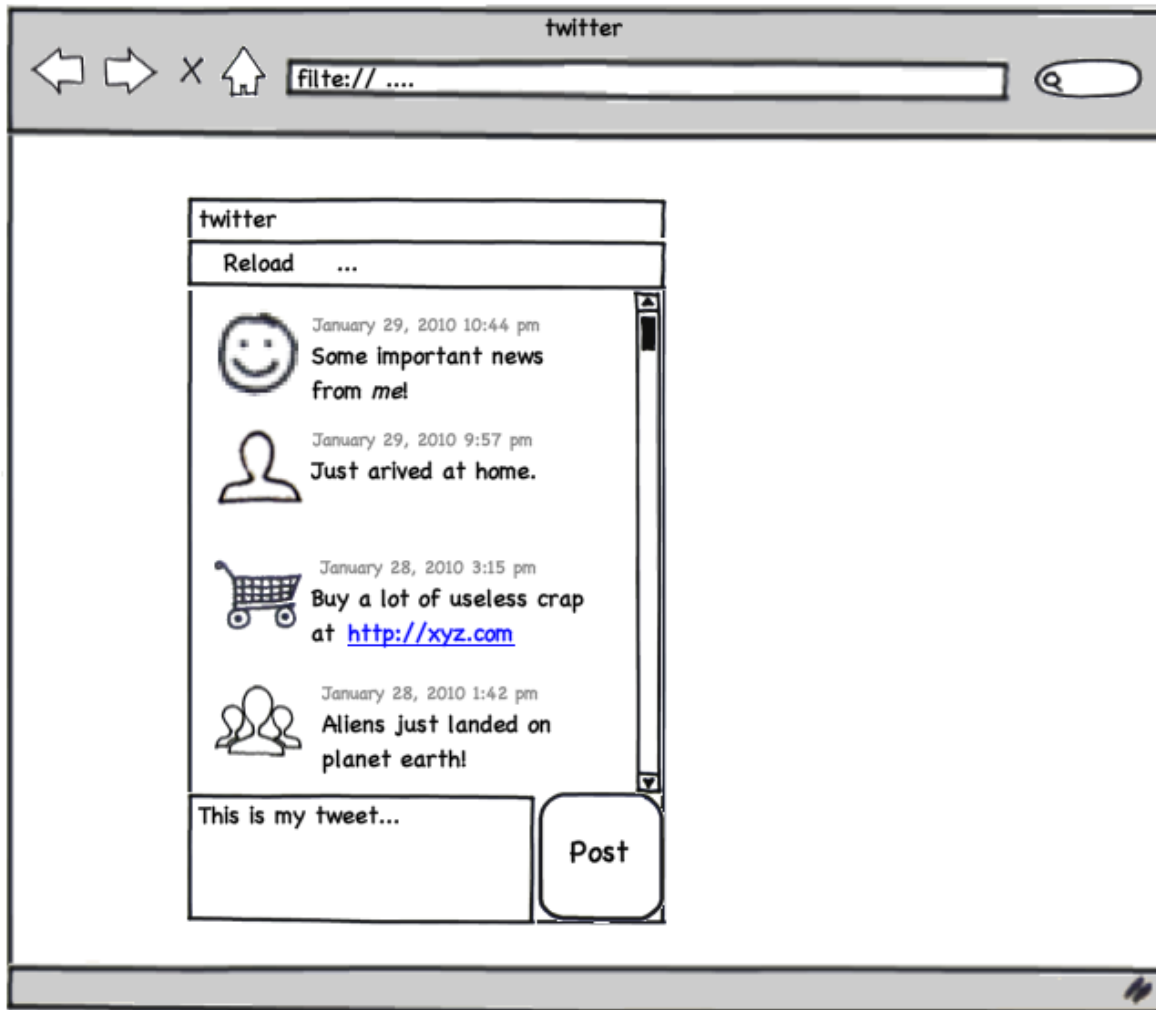 twitter
filte:// ....
twitter
Reload ...
January 29, 2010 10:44 pm
Some important news
from me!
January 29, 2010 9:57 pm
Just arived at home.
January 28, 2010 3:15 pm
Buy a lot of useless crap
at http://xyz.com
January 28, 2010 1:42 pm
Aliens just landed on
planet earth!
This is my tweet...
Post